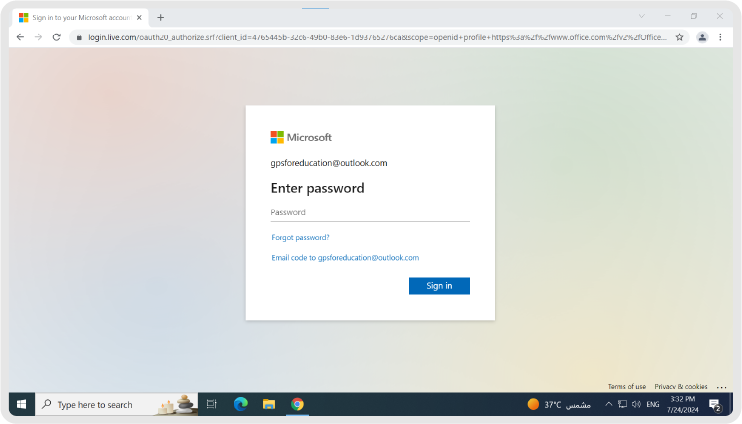 Sign in to your Microsoft accoun
login.live.com/oauth20_authorize.srf?client_id=4765445b-32c6-49b0-83e6-1d93765276ca&scope=openid+profile+https%3a%2f%2fwww.office.com%2fv2%2fOffice...
Microsoft
gpsforeducation@outlook.com
Enter password
Password
Forgot password?
Email code to gpsforeducation@outlook.com
Sign in
Terms of use Privacy & cookies ...
Type here to search
37°C مشمس
ENG
3:32 PM
7/24/2024
2